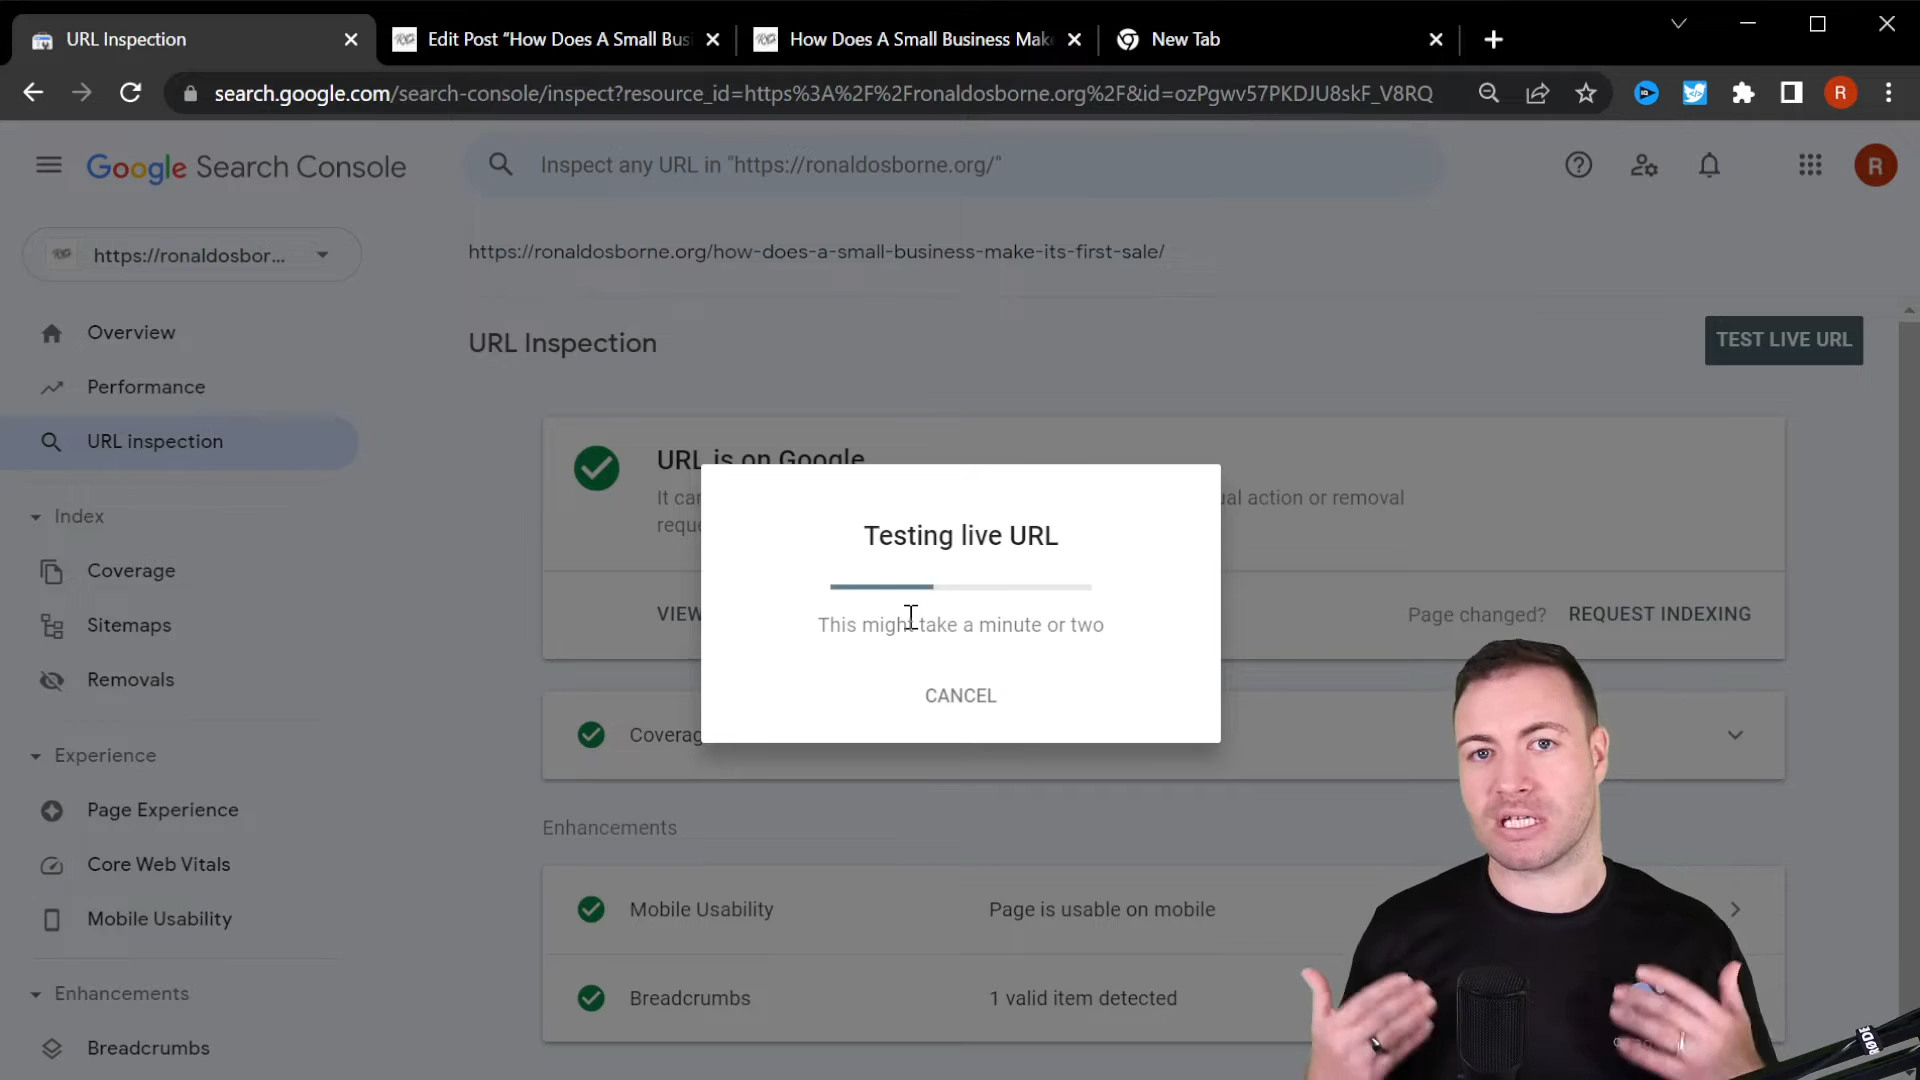 URL Inspection
Edit Post “How Does A Small Busi
How Does A Small Business Make
New Tab
search.google.com/search-console/inspect?resource_id=https%3A%2F%2Fronaldosborne.org%2F&id=ozPgwv57PKDJU8skF_V8RQ
R
Google Search Console
Inspect any URL in "https://ronaldosborne.org/"
R
https://ronaldosbor...
https://ronaldosborne.org/how-does-a-small-business-make-its-first-sale/
Overview
Performance
URL inspection
Index
Coverage
Sitemaps
Removals
Experience
Page Experience
Core Web Vitals
Mobile Usability
Enhancements
Breadcrumbs
URL Inspection
TEST LIVE URL
URL is on Google
It can
ual action or removal
reque
VIEW
Page changed?
REQUEST INDEXING
Testing live URL
This might take a minute or two
CANCEL
Coverag
Enhancements
Mobile Usability
Page is usable on mobile
Breadcrumbs
1 valid item detected
RØDE